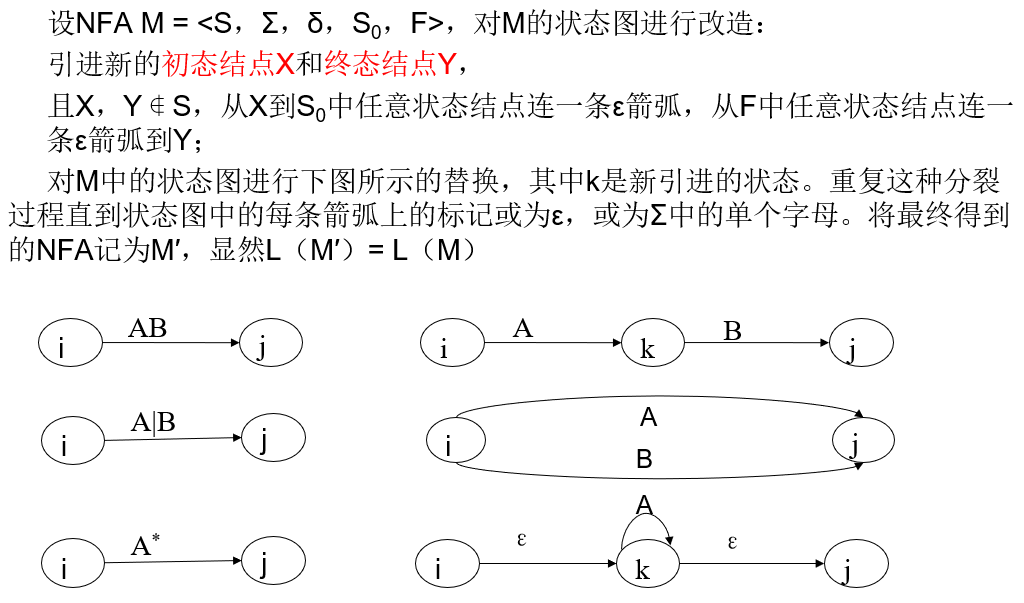 设NFA M = <S，Σ，δ，S₀，F>，对M的状态图进行改造：
引进新的初态结点X和终态结点Y，
且X，Y∉S，从X到S₀中任意状态结点连一条ε箭弧，从F中任意状态结点连一
条ε箭弧到Y；
对M中的状态图进行下图所示的替换，其中k是新引进的状态。重复这种分裂
过程直到状态图中的每条箭弧上的标记或为ε，或为Σ中的单个字母。将最终得到
的NFA记为M′，显然L（M′）= L（M）
i AB j i A k B j
i A|B j i A B j
i A* j i ε k A ε j